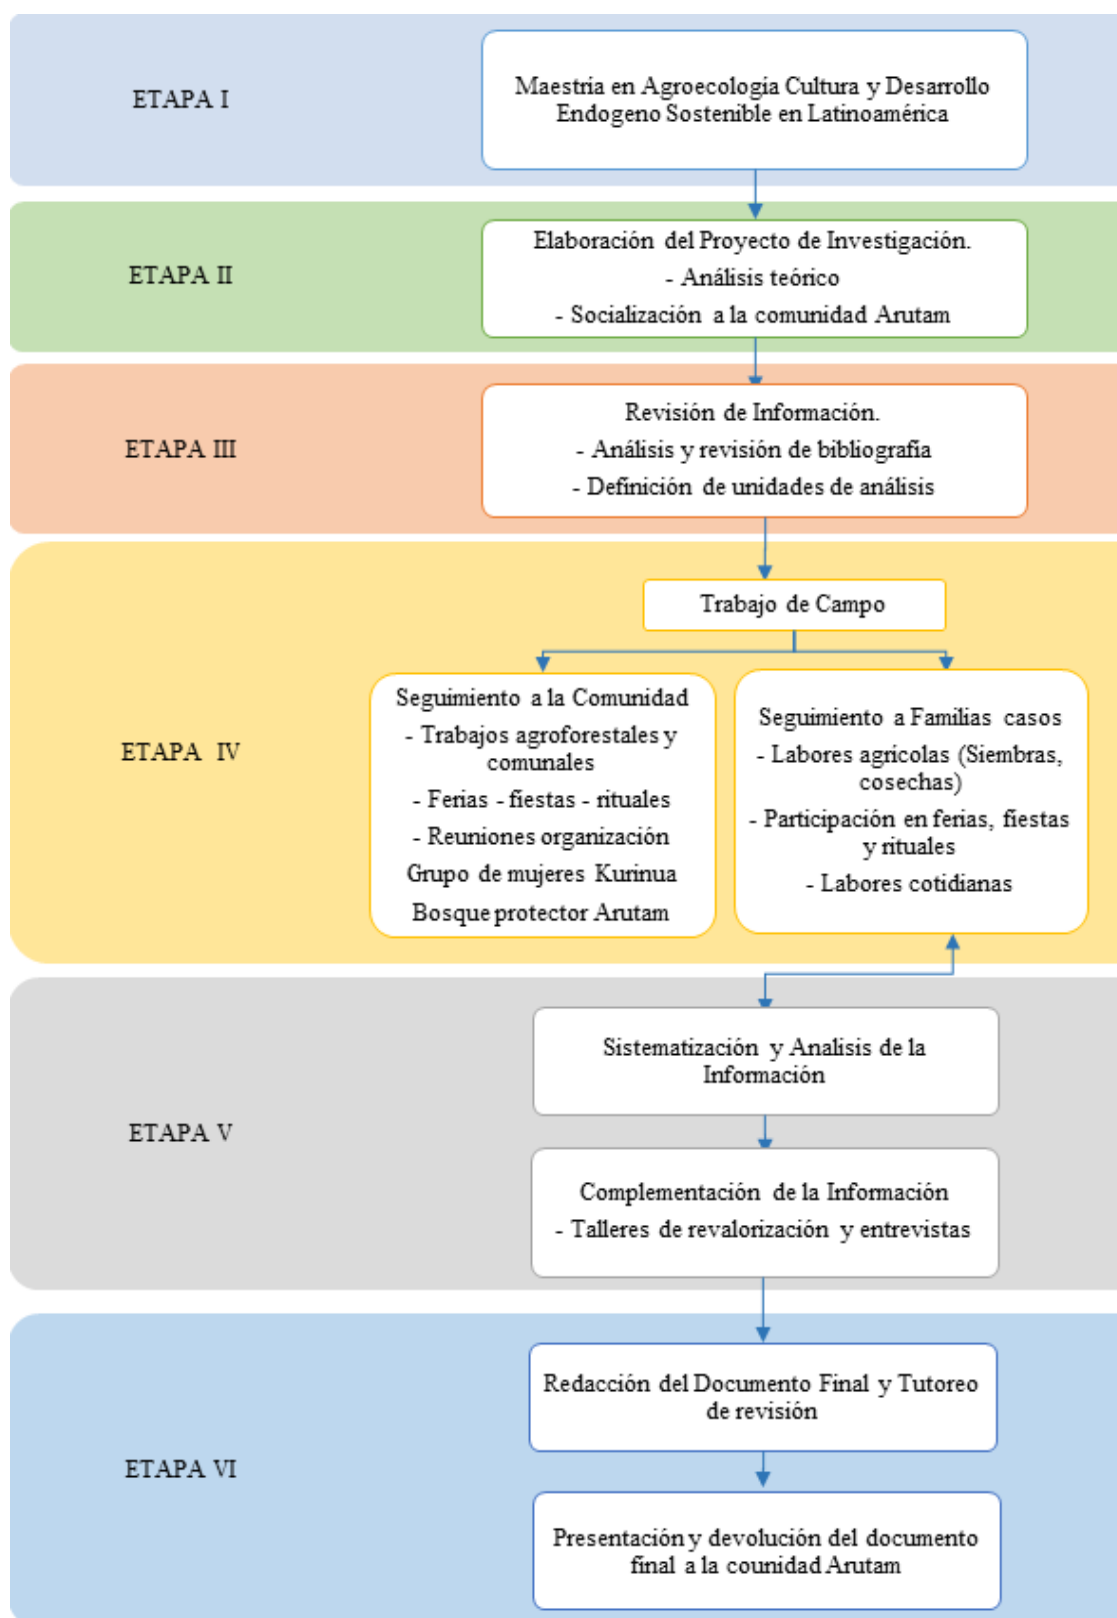 ETAPA I
Maestría en Agroecología Cultura y Desarrollo
Endogeno Sostenible en Latinoamérica
ETAPA II
Elaboración del Proyecto de Investigación.
- Análisis teórico
- Socialización a la comunidad Arutam
ETAPA III
Revisión de Información.
- Análisis y revisión de bibliografía
- Definición de unidades de análisis
ETAPA IV
Trabajo de Campo
Seguimiento a la Comunidad
- Trabajos agroforestales y
comunales
- Ferias - fiestas - rituales
- Reuniones organización
Grupo de mujeres Kurinua
Bosque protector Arutam
Seguimiento a Familias casos
- Labores agricolas (Siembras,
cosechas)
- Participación en ferias, fiestas
y rituales
- Labores cotidianas
ETAPA V
Sistematización y Analisis de la
Información
Complementación de la Información
- Talleres de revalorización y entrevistas
ETAPA VI
Redacción del Documento Final y Tutoreo
de revisión
Presentación y devolución del documento
final a la counidad Arutam